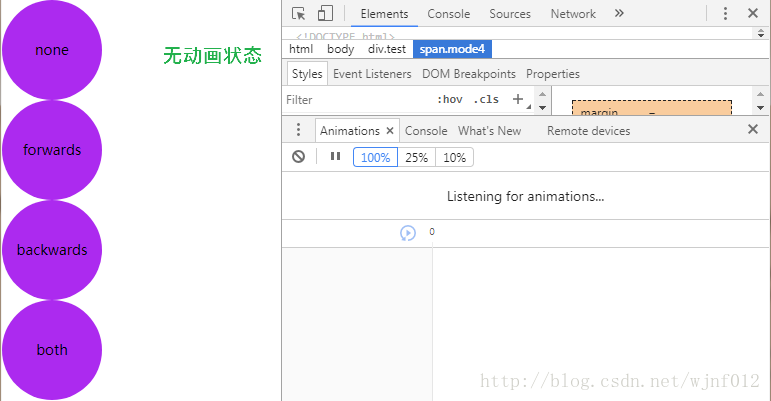 none
无动画状态
forwards
backwards
both
Elements Console Sources Network »
<!DOCTYPE html>
html body div.test span.mode4
Styles Event Listeners DOM Breakpoints Properties
Filter :hov .cls +
margin –
Animations × Console What's New Remote devices
100% 25% 10%
Listening for animations...
0
http://blog.csdn.net/wjnf012